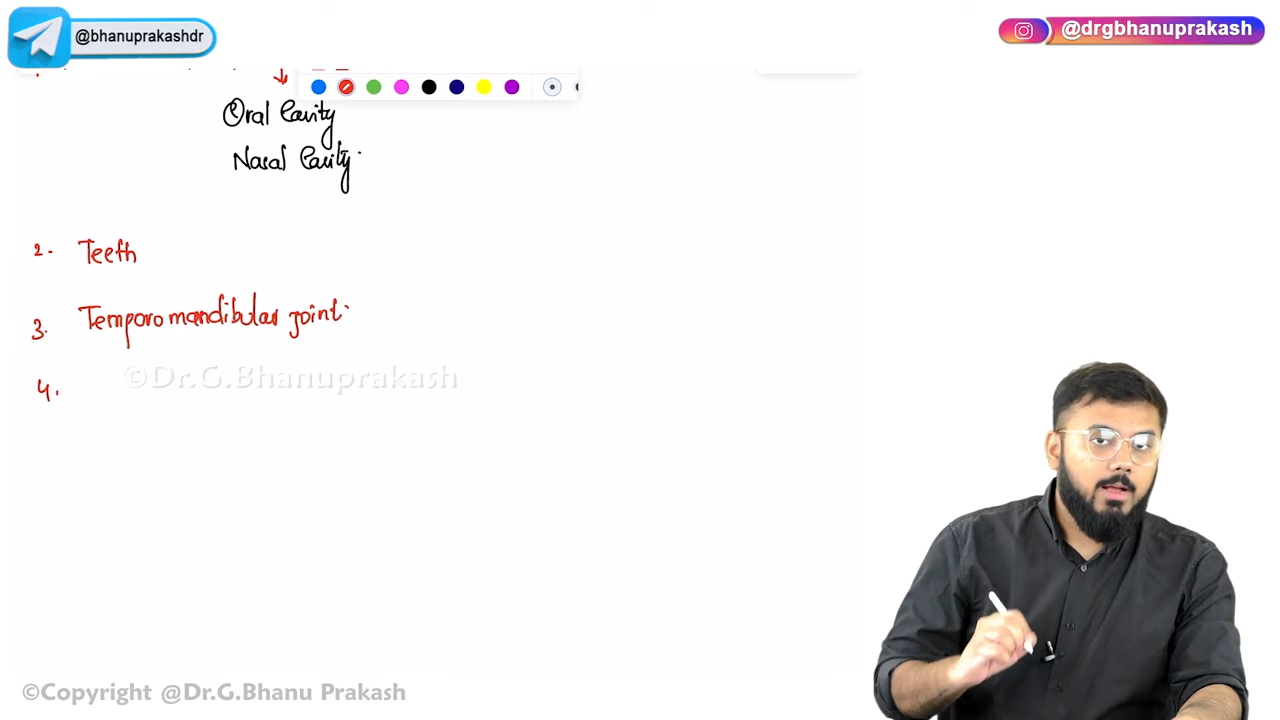 @bhanuprakashdr
@drgbhanuprakash
Oral Cavity
Nasal Cavity.
2. Teeth
3. Temporomandibular joint.
©Dr.G.Bhanuprakash
4.
©Copyright @Dr.G.Bhanu Prakash